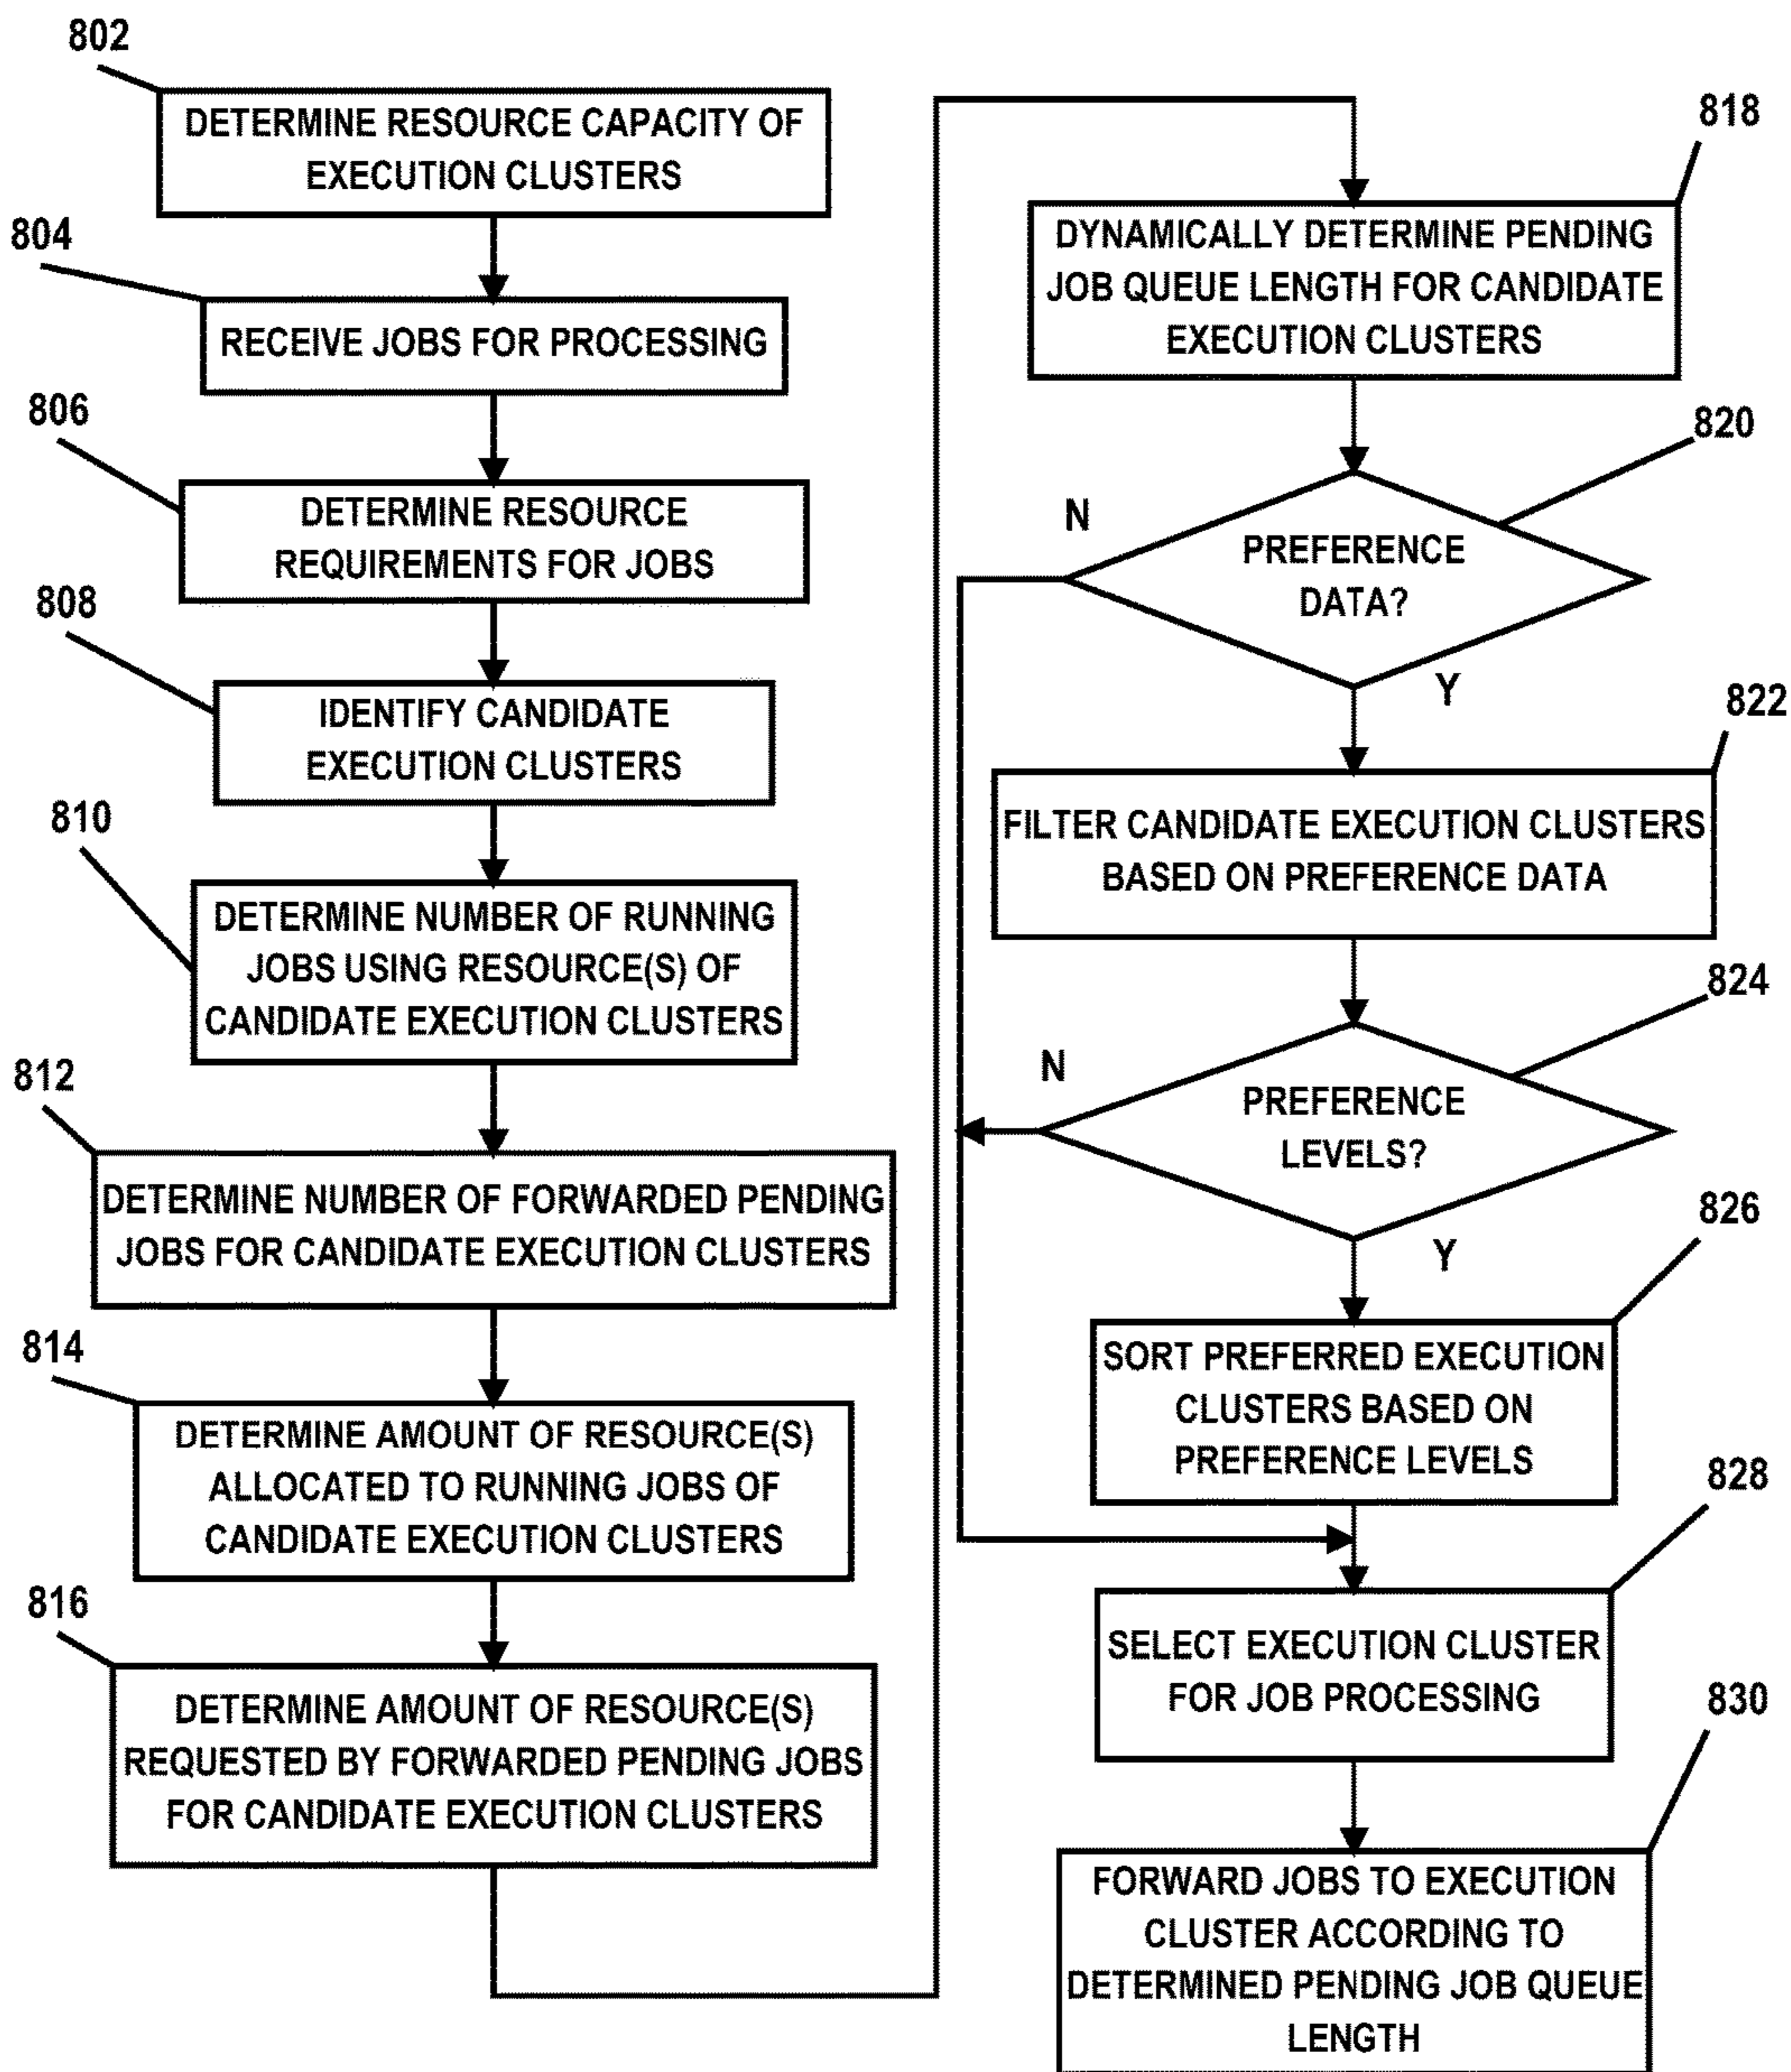 802
DETERMINE RESOURCE CAPACITY OF
EXECUTION CLUSTERS
804
RECEIVE JOBS FOR PROCESSING
806
DETERMINE RESOURCE
REQUIREMENTS FOR JOBS
808
IDENTIFY CANDIDATE
EXECUTION CLUSTERS
810
DETERMINE NUMBER OF RUNNING
JOBS USING RESOURCE(S) OF
CANDIDATE EXECUTION CLUSTERS
812
DETERMINE NUMBER OF FORWARDED PENDING
JOBS FOR CANDIDATE EXECUTION CLUSTERS
814
DETERMINE AMOUNT OF RESOURCE(S)
ALLOCATED TO RUNNING JOBS OF
CANDIDATE EXECUTION CLUSTERS
816
DETERMINE AMOUNT OF RESOURCE(S)
REQUESTED BY FORWARDED PENDING JOBS
FOR CANDIDATE EXECUTION CLUSTERS
818
DYNAMICALLY DETERMINE PENDING
JOB QUEUE LENGTH FOR CANDIDATE
EXECUTION CLUSTERS
820
N
PREFERENCE
DATA?
Y
822
FILTER CANDIDATE EXECUTION CLUSTERS
BASED ON PREFERENCE DATA
824
N
PREFERENCE
LEVELS?
Y
826
SORT PREFERRED EXECUTION
CLUSTERS BASED ON
PREFERENCE LEVELS
828
SELECT EXECUTION CLUSTER
FOR JOB PROCESSING
830
FORWARD JOBS TO EXECUTION
CLUSTER ACCORDING TO
DETERMINED PENDING JOB QUEUE
LENGTH